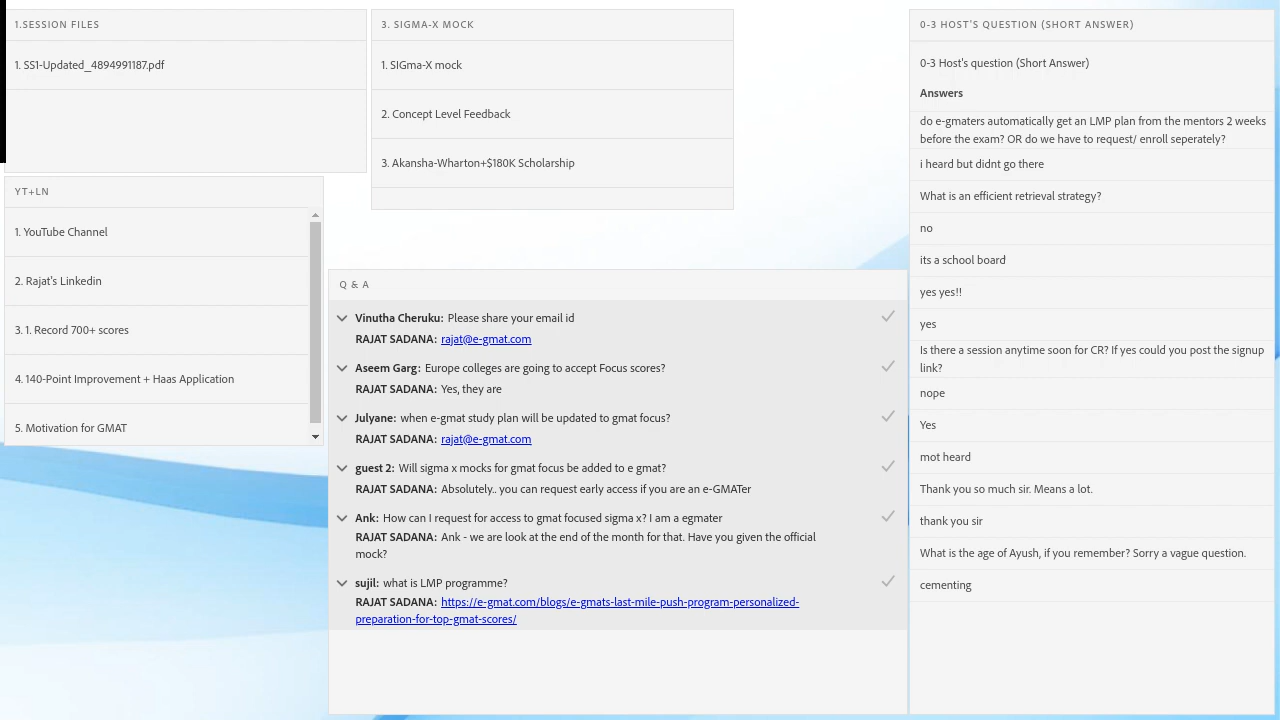 1.SESSION FILES
1. SS1-Updated_4894991187.pdf
3. SIGMA-X MOCK
1. SIGma-X mock
2. Concept Level Feedback
3. Akansha-Wharton+$180K Scholarship
YT+LN
1. YouTube Channel
2. Rajat's Linkedin
3. 1. Record 700+ scores
4. 140-Point Improvement + Haas Application
5. Motivation for GMAT
Q & A
Vinutha Cheruku: Please share your email id
RAJAT SADANA: rajat@e-gmat.com
Aseem Garg: Europe colleges are going to accept Focus scores?
RAJAT SADANA: Yes, they are
Julyane: when e-gmat study plan will be updated to gmat focus?
RAJAT SADANA: rajat@e-gmat.com
guest 2: Will sigma x mocks for gmat focus be added to e gmat?
RAJAT SADANA: Absolutely.. you can request early access if you are an e-GMATer
Ank: How can I request for access to gmat focused sigma x? I am a egmater
RAJAT SADANA: Ank - we are look at the end of the month for that. Have you given the official
mock?
sujil: what is LMP programme?
RAJAT SADANA: https://e-gmat.com/blogs/e-gmats-last-mile-push-program-personalized-
preparation-for-top-gmat-scores/
0-3 HOST'S QUESTION (SHORT ANSWER)
0-3 Host's question (Short Answer)
Answers
do e-gmaters automatically get an LMP plan from the mentors 2 weeks
before the exam? OR do we have to request/ enroll seperately?
i heard but didnt go there
What is an efficient retrieval strategy?
no
its a school board
yes yes!!
yes
Is there a session anytime soon for CR? If yes could you post the signup
link?
nope
Yes
mot heard
Thank you so much sir. Means a lot.
thank you sir
What is the age of Ayush, if you remember? Sorry a vague question.
cementing